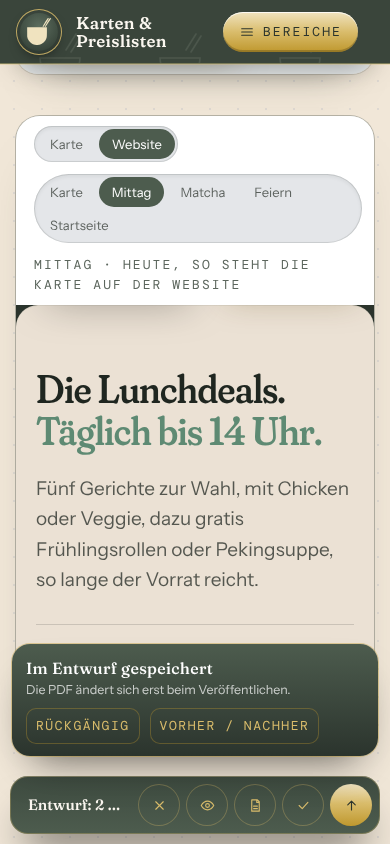 Karten &
Preislisten
BEREICHE
Karte Website
Karte Mittag Matcha Feiern
Startseite
MITTAG · HEUTE, SO STEHT DIE
KARTE AUF DER WEBSITE
Die Lunchdeals.
Täglich bis 14 Uhr.
Fünf Gerichte zur Wahl, mit Chicken
oder Veggie, dazu gratis
Frühlingsrollen oder Pekingsuppe,
so lange der Vorrat reicht.
Im Entwurf gespeichert
Die PDF ändert sich erst beim Veröffentlichen.
RÜCKGÄNGIG VORHER / NACHHER
Entwurf: 2 ...